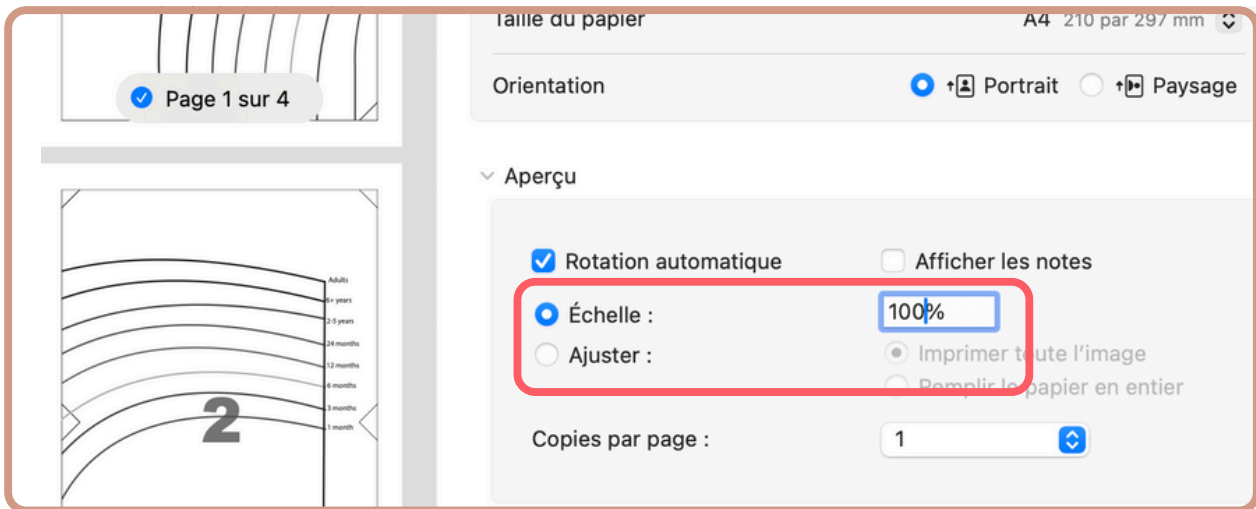 Taille du papier
A4 210 par 297 mm
Page 1 sur 4
Orientation
Portrait
Paysage
Aperçu
Rotation automatique
Afficher les notes
Échelle :
100%
Ajuster :
Imprimer toute l’image
Remplir le papier en entier
Copies par page :
1
Adults
6+ years
2-5 years
24 months
12 months
6 months
3 months
1 month
2